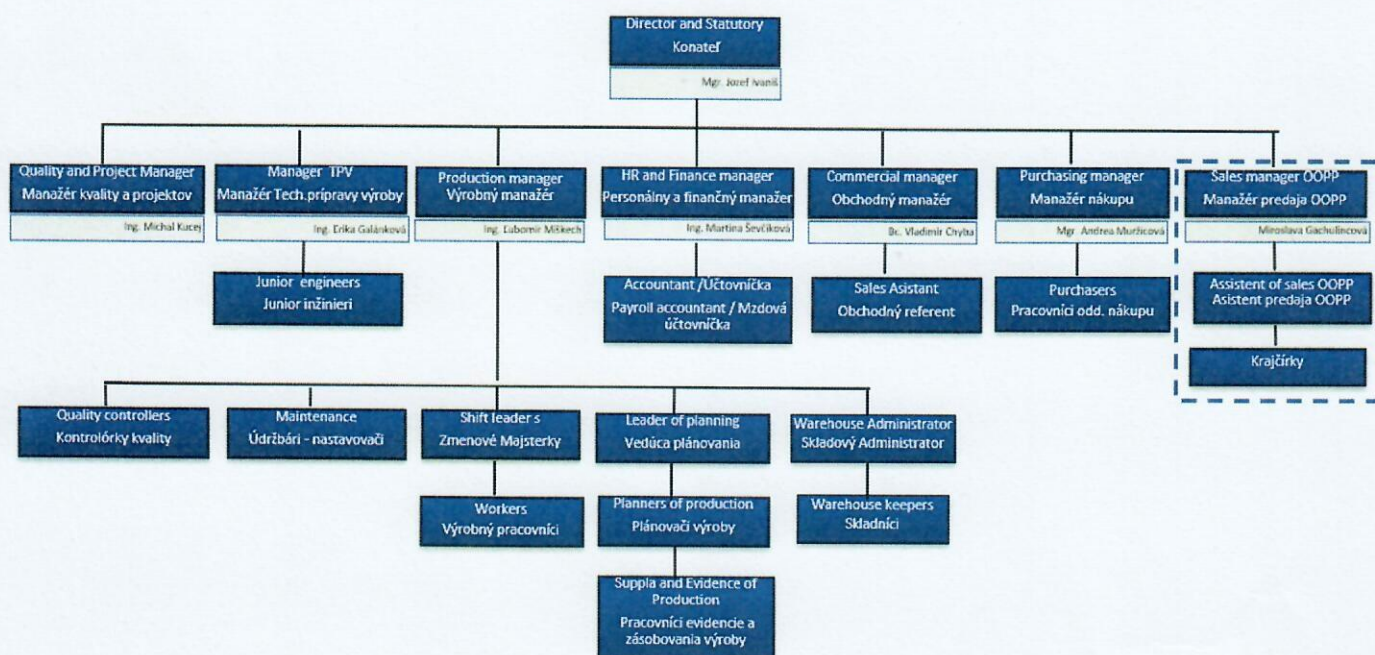 Director and Statutory
Konateľ
Mgr. Jozef Ivaniš
Quality and Project Manager
Manažér kvality a projektov
Ing. Michal Kucej
Manager TPV
Manažér Tech.prípravy výroby
Ing. Erika Galánková
Production manager
Výrobný manažér
Ing. Ľubomír Miškech
HR and Finance manager
Personálny a finančný manažer
Ing. Martina Ševčíková
Commercial manager
Obchodný manažér
Bc. Vladimír Chyba
Purchasing manager
Manažér nákupu
Mgr. Andrea Muržicová
Sales manager OOPP
Manažér predaja OOPP
Miroslava Gachulincová
Junior engineers
Junior inžinieri
Accountant /Účtovníčka
Payroll accountant / Mzdová
účtovníčka
Sales Asistant
Obchodný referent
Purchasers
Pracovníci odd. nákupu
Assistent of sales OOPP
Asistent predaja OOPP
Krajčírky
Quality controllers
Kontrolórky kvality
Maintenance
Údržbári - nastavovači
Shift leader s
Zmenové Majsterky
Leader of planning
Vedúca plánovania
Warehouse Administrator
Skladový Administrator
Workers
Výrobný pracovníci
Planners of production
Plánovači výroby
Warehouse keepers
Skladníci
Suppla and Evidence of
Production
Pracovníci evidencie a
zásobovania výroby